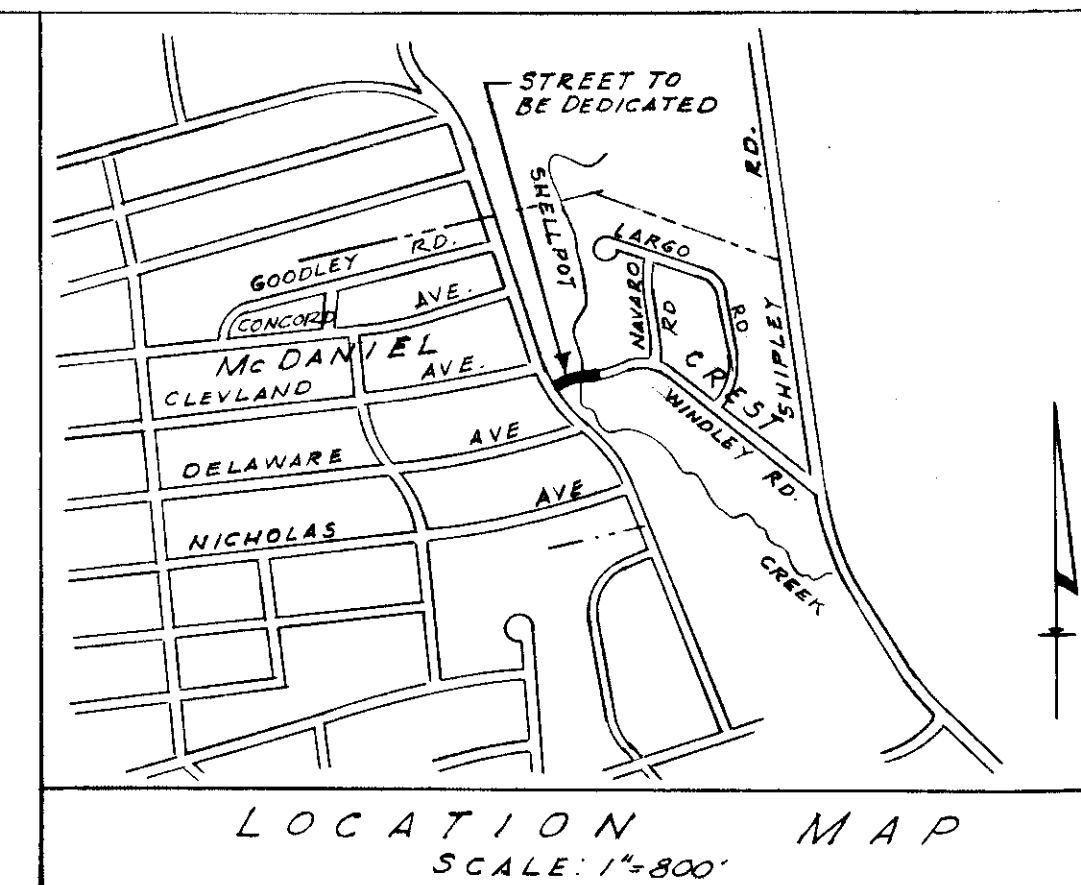 STREET TO
BE DEDICATED
RD.
SHELLPOT
LARGO
RD
GOODLEY RD.
NAVARO RD
CONCORD AVE.
SHIPLEY
McDANIEL
CREST
CLEVLAND AVE.
WINDLEY RD.
DELAWARE AVE
NICHOLAS AVE
CREEK
LOCATION MAP
SCALE: 1"=800'